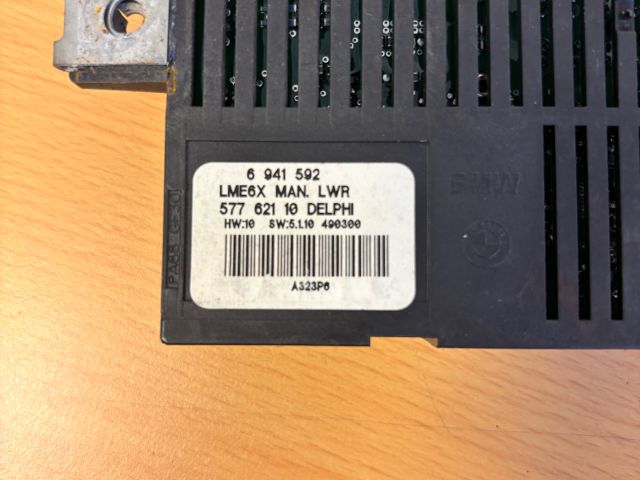 6 941 592
LME6X MAN. LWR
577 621 10 DELPHI
HW:10 SW:5.1.10 490300
A323P6
BMW